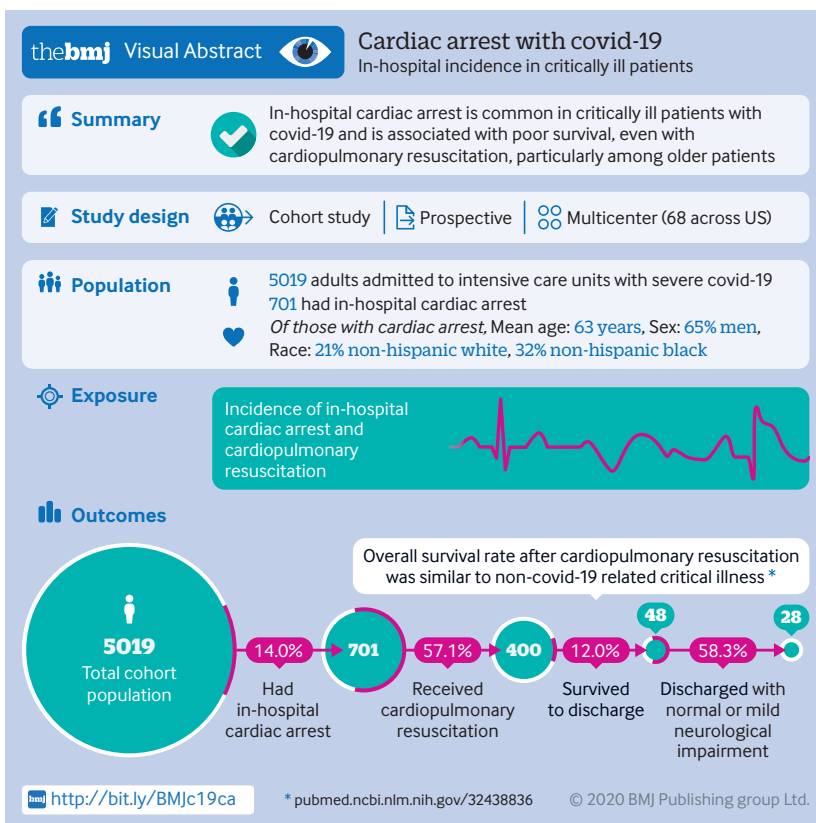 thebmj Visual Abstract
Cardiac arrest with covid-19
In-hospital incidence in critically ill patients
Summary
In-hospital cardiac arrest is common in critically ill patients with
covid-19 and is associated with poor survival, even with
cardiopulmonary resuscitation, particularly among older patients
Study design
Cohort study
Prospective
Multicenter (68 across US)
Population
5019 adults admitted to intensive care units with severe covid-19
701 had in-hospital cardiac arrest
Of those with cardiac arrest, Mean age: 63 years, Sex: 65% men,
Race: 21% non-hispanic white, 32% non-hispanic black
Exposure
Incidence of in-hospital
cardiac arrest and
cardiopulmonary
resuscitation
Outcomes
Overall survival rate after cardiopulmonary resuscitation
was similar to non-covid-19 related critical illness *
5019
Total cohort
population
14.0%
Had
in-hospital
cardiac arrest
701
57.1%
Received
cardiopulmonary
resuscitation
400
12.0%
Survived
to discharge
48
58.3%
Discharged with
normal or mild
neurological
impairment
28
bmj http://bit.ly/BMJc19ca
* pubmed.ncbi.nlm.nih.gov/32438836
© 2020 BMJ Publishing group Ltd.